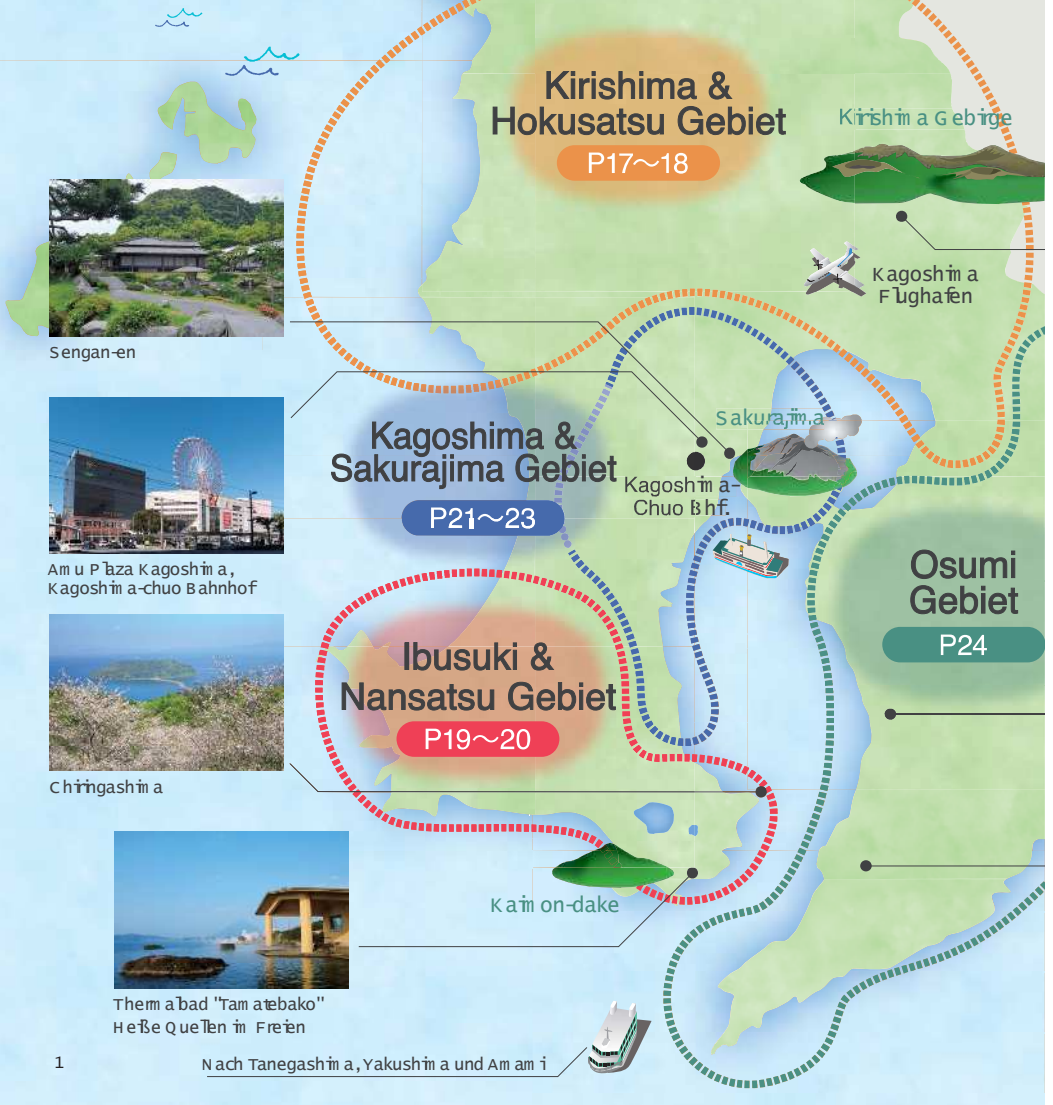 Kirishima &
Hokusatsu Gebiet
P17～18
Kirishima Gebirge
Kagoshima
Flughafen
Sengan-en
Kagoshima &
Sakurajima Gebiet
P21～23
Sakurajima
Kagoshima-
Chuo Bhf.
Amu Plaza Kagoshima,
Kagoshima-chuo Bahnhof
Osumi
Gebiet
P24
Ibusuki &
Nansatsu Gebiet
P19～20
Chiringashima
Kaimon-dake
Thermalbad "Tamatebako"
Heiße Quellen im Freien
1
Nach Tanegashima, Yakushima und Amami